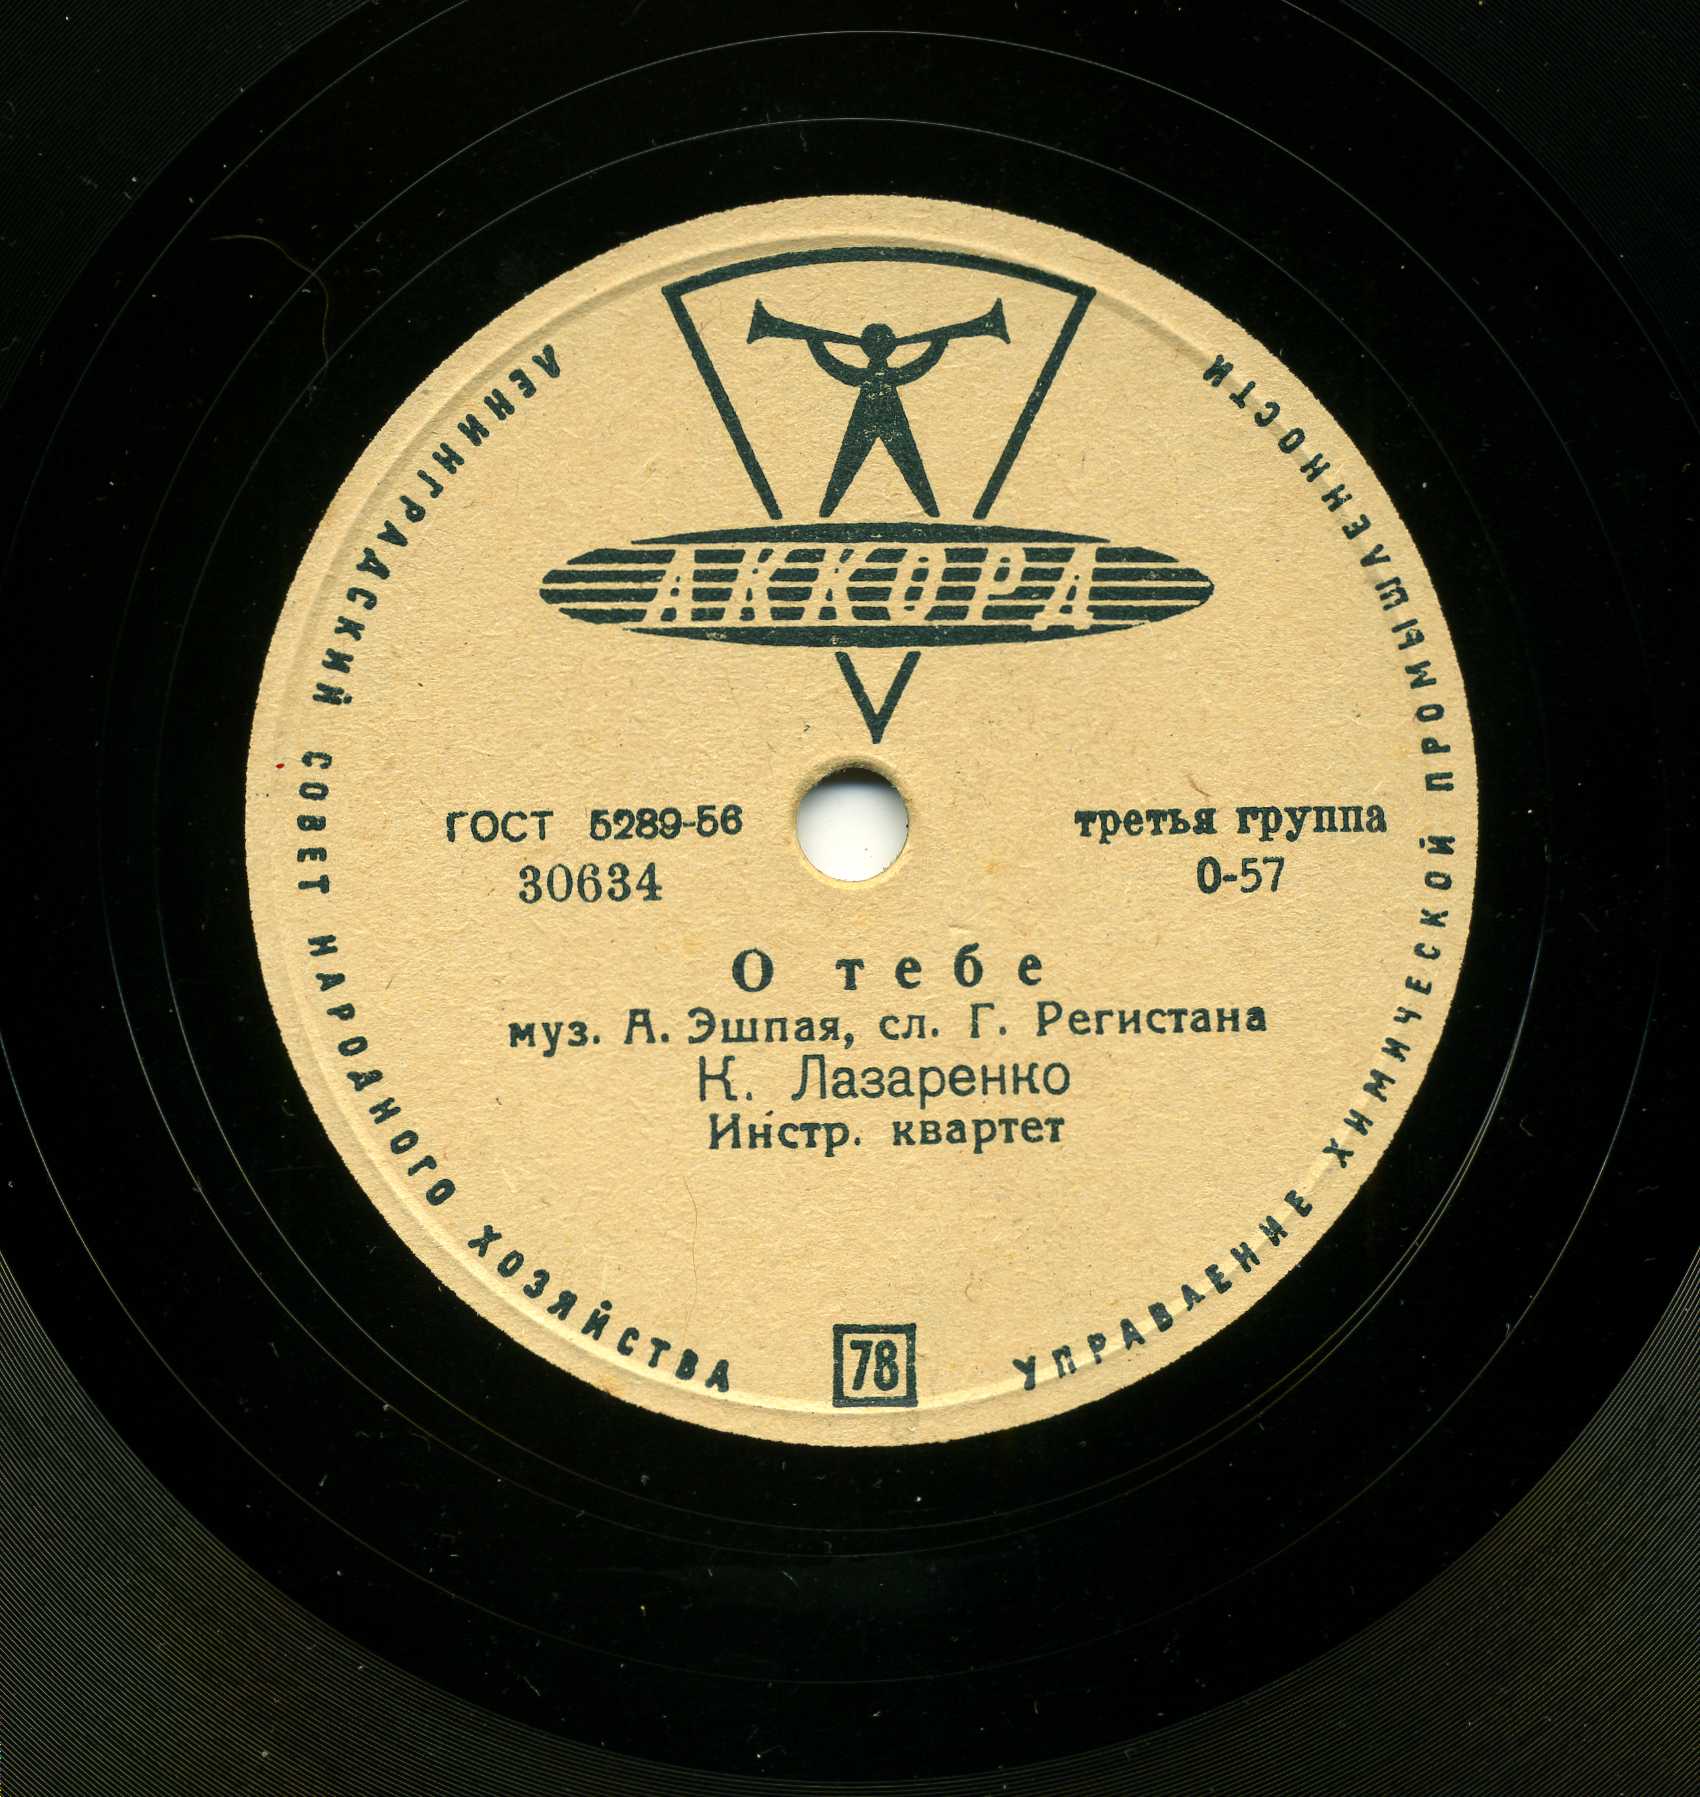 АККОРД
ЛЕНИНГРАДСКИЙ СОВЕТ НАРОДНОГО ХОЗЯЙСТВА
УПРАВЛЕНИЕ ХИМИЧЕСКОЙ ПРОМЫШЛЕННОСТИ
ГОСТ 5289-56
30634
третья группа
0-57
О тебе
муз. А. Эшпая, сл. Г. Регистана
К. Лазаренко
Инстр. квартет
78